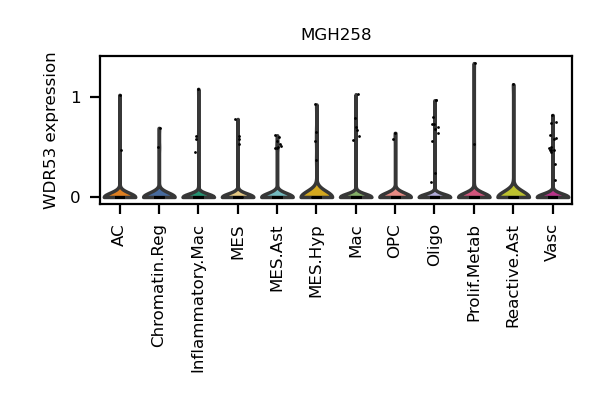 MGH258
WDR53 expression
1
0
AC
Chromatin.Reg
Inflammatory.Mac
MES
MES.Ast
MES.Hyp
Mac
OPC
Oligo
Prolif.Metab
Reactive.Ast
Vasc